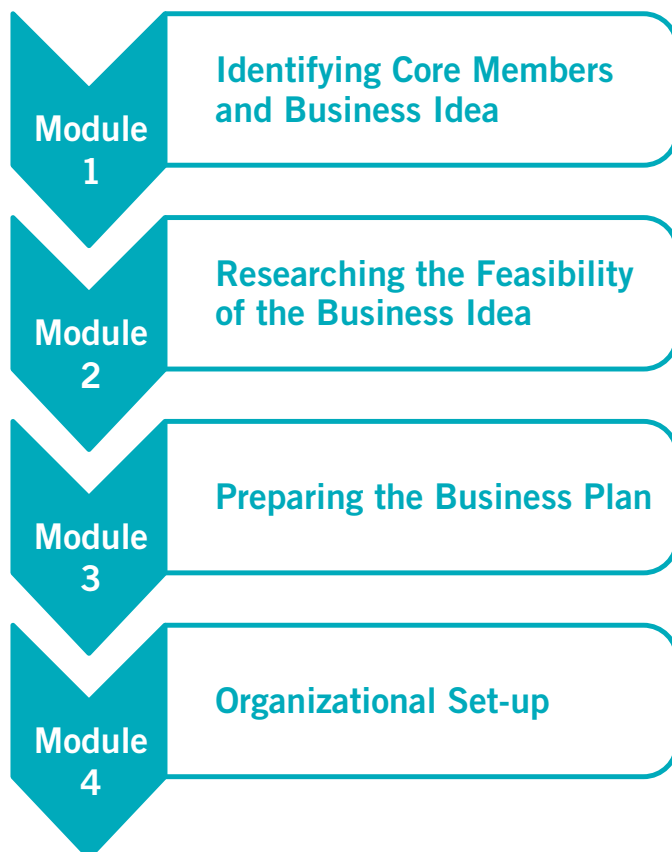 Module
1
Identifying Core Members
and Business Idea
Module
2
Researching the Feasibility
of the Business Idea
Module
3
Preparing the Business Plan
Module
4
Organizational Set-up